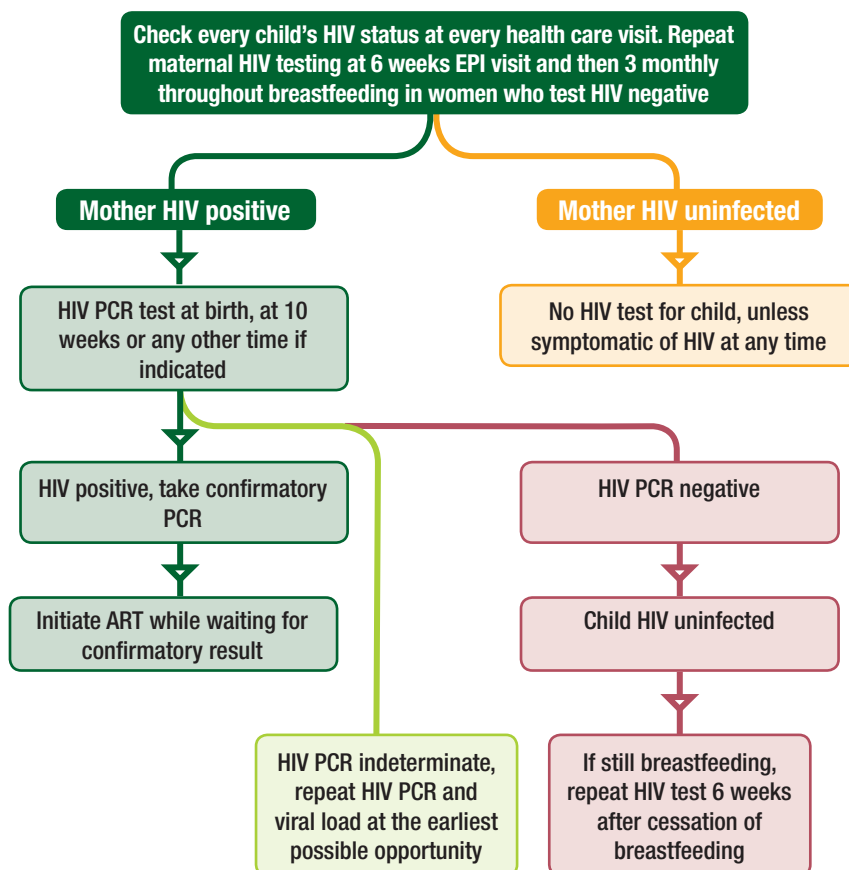 Check every child's HIV status at every health care visit. Repeat
maternal HIV testing at 6 weeks EPI visit and then 3 monthly
throughout breastfeeding in women who test HIV negative
Mother HIV positive
Mother HIV uninfected
HIV PCR test at birth, at 10
weeks or any other time if
indicated
No HIV test for child, unless
symptomatic of HIV at any time
HIV positive, take confirmatory
PCR
HIV PCR negative
Initiate ART while waiting for
confirmatory result
Child HIV uninfected
HIV PCR indeterminate,
repeat HIV PCR and
viral load at the earliest
possible opportunity
If still breastfeeding,
repeat HIV test 6 weeks
after cessation of
breastfeeding